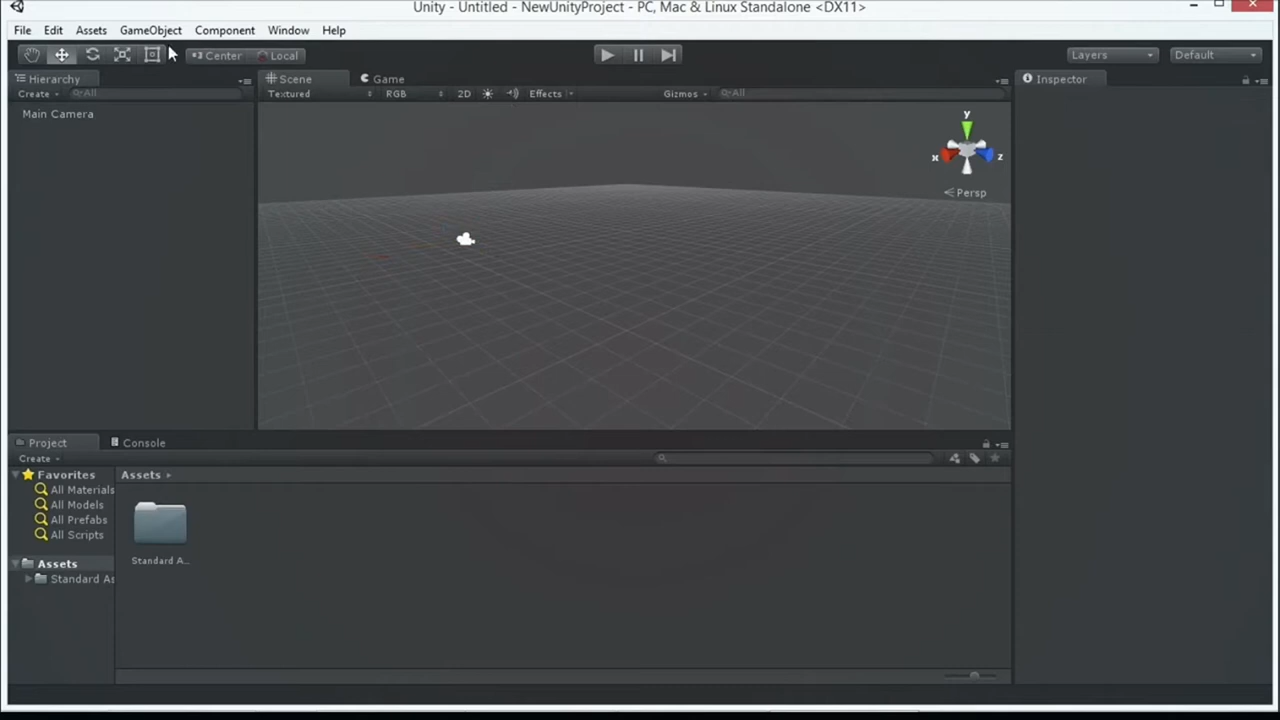 Unity - Untitled - NewUnityProject - PC, Mac & Linux Standalone <DX11>
File Edit Assets GameObject Component Window Help
Center Local Layers Default
Hierarchy Scene Game Inspector
Create All Textured RGB 2D Effects Gizmos All
Main Camera
y
x z
Persp
Project Console
Create
Favorites Assets
All Materials
All Models
All Prefabs
All Scripts
Standard A...
Assets
Standard As